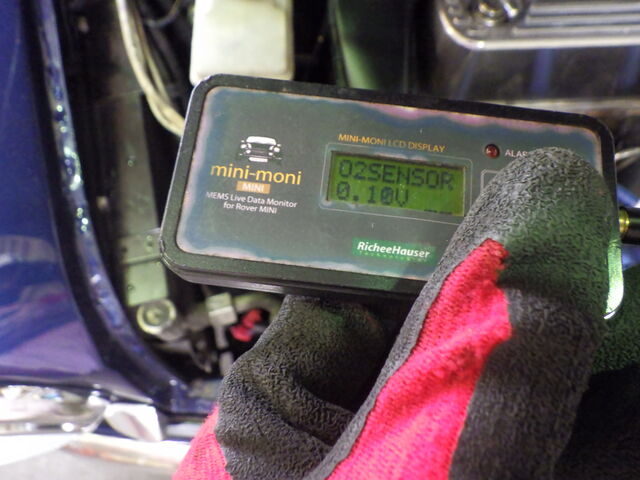 MINI-MONI LCD DISPLAY
mini-moni
MINI
MEMS Live Data Monitor
for Rover MINI
O2SENSOR
0.10V
RicheeHauser